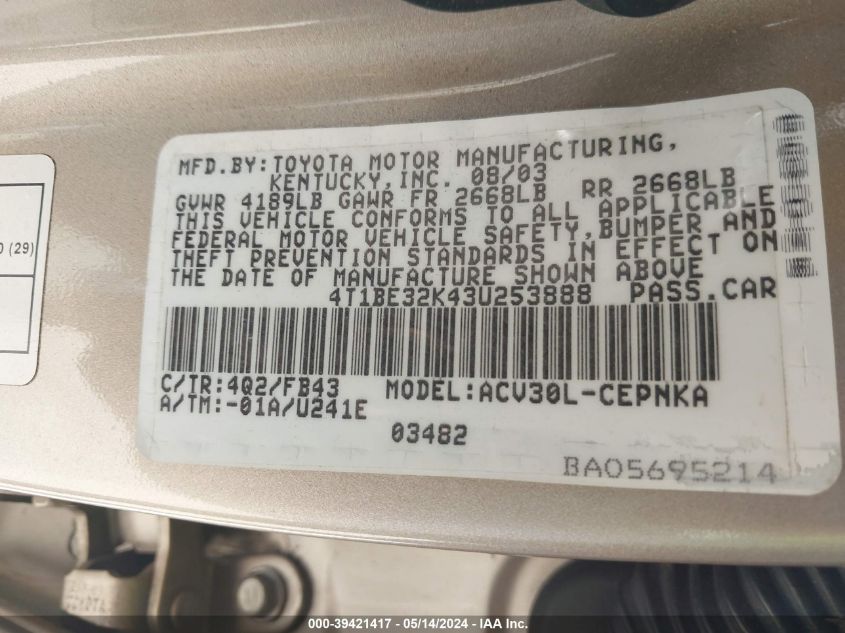 MFD.BY:TOYOTA MOTOR MANUFACTURING,
KENTUCKY,INC. 08/03
GVWR 4189LB GAWR FR 2668LB RR 2668LB
THIS VEHICLE CONFORMS TO ALL APPLICABLE
FEDERAL MOTOR VEHICLE SAFETY,BUMPER AND
THEFT PREVENTION STANDARDS IN EFFECT ON
THE DATE OF MANUFACTURE SHOWN ABOVE
4T1BE32K43U253888 PASS.CAR
C/TR:4Q2/FB43 MODEL:ACV30L-CEPNKA
A/TM:-01A/U241E
03482
BA05695214
(29)
000-39421417 - 05/14/2024 - IAA Inc.